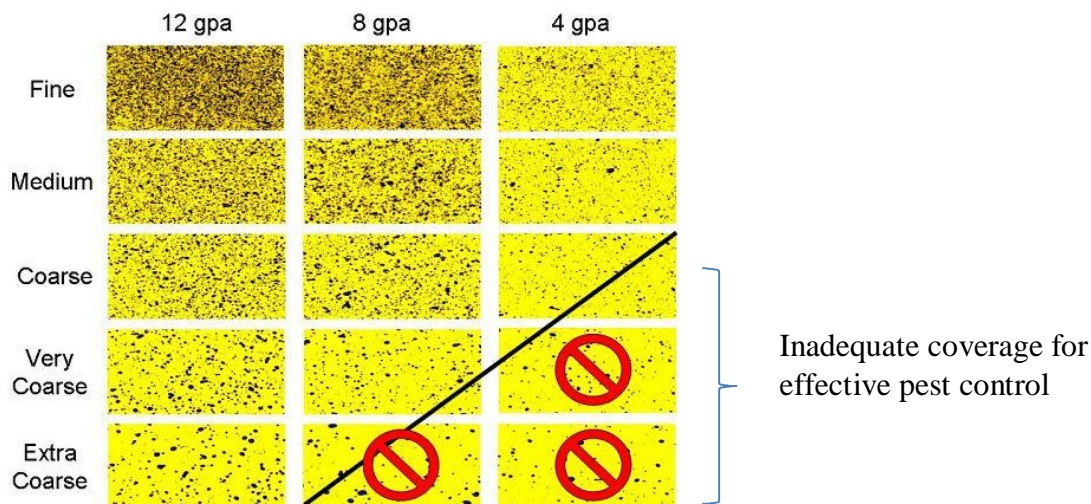 12 gpa 8 gpa 4 gpa
Fine
Medium
Coarse
Very
Coarse
Extra
Coarse
Inadequate coverage for
effective pest control